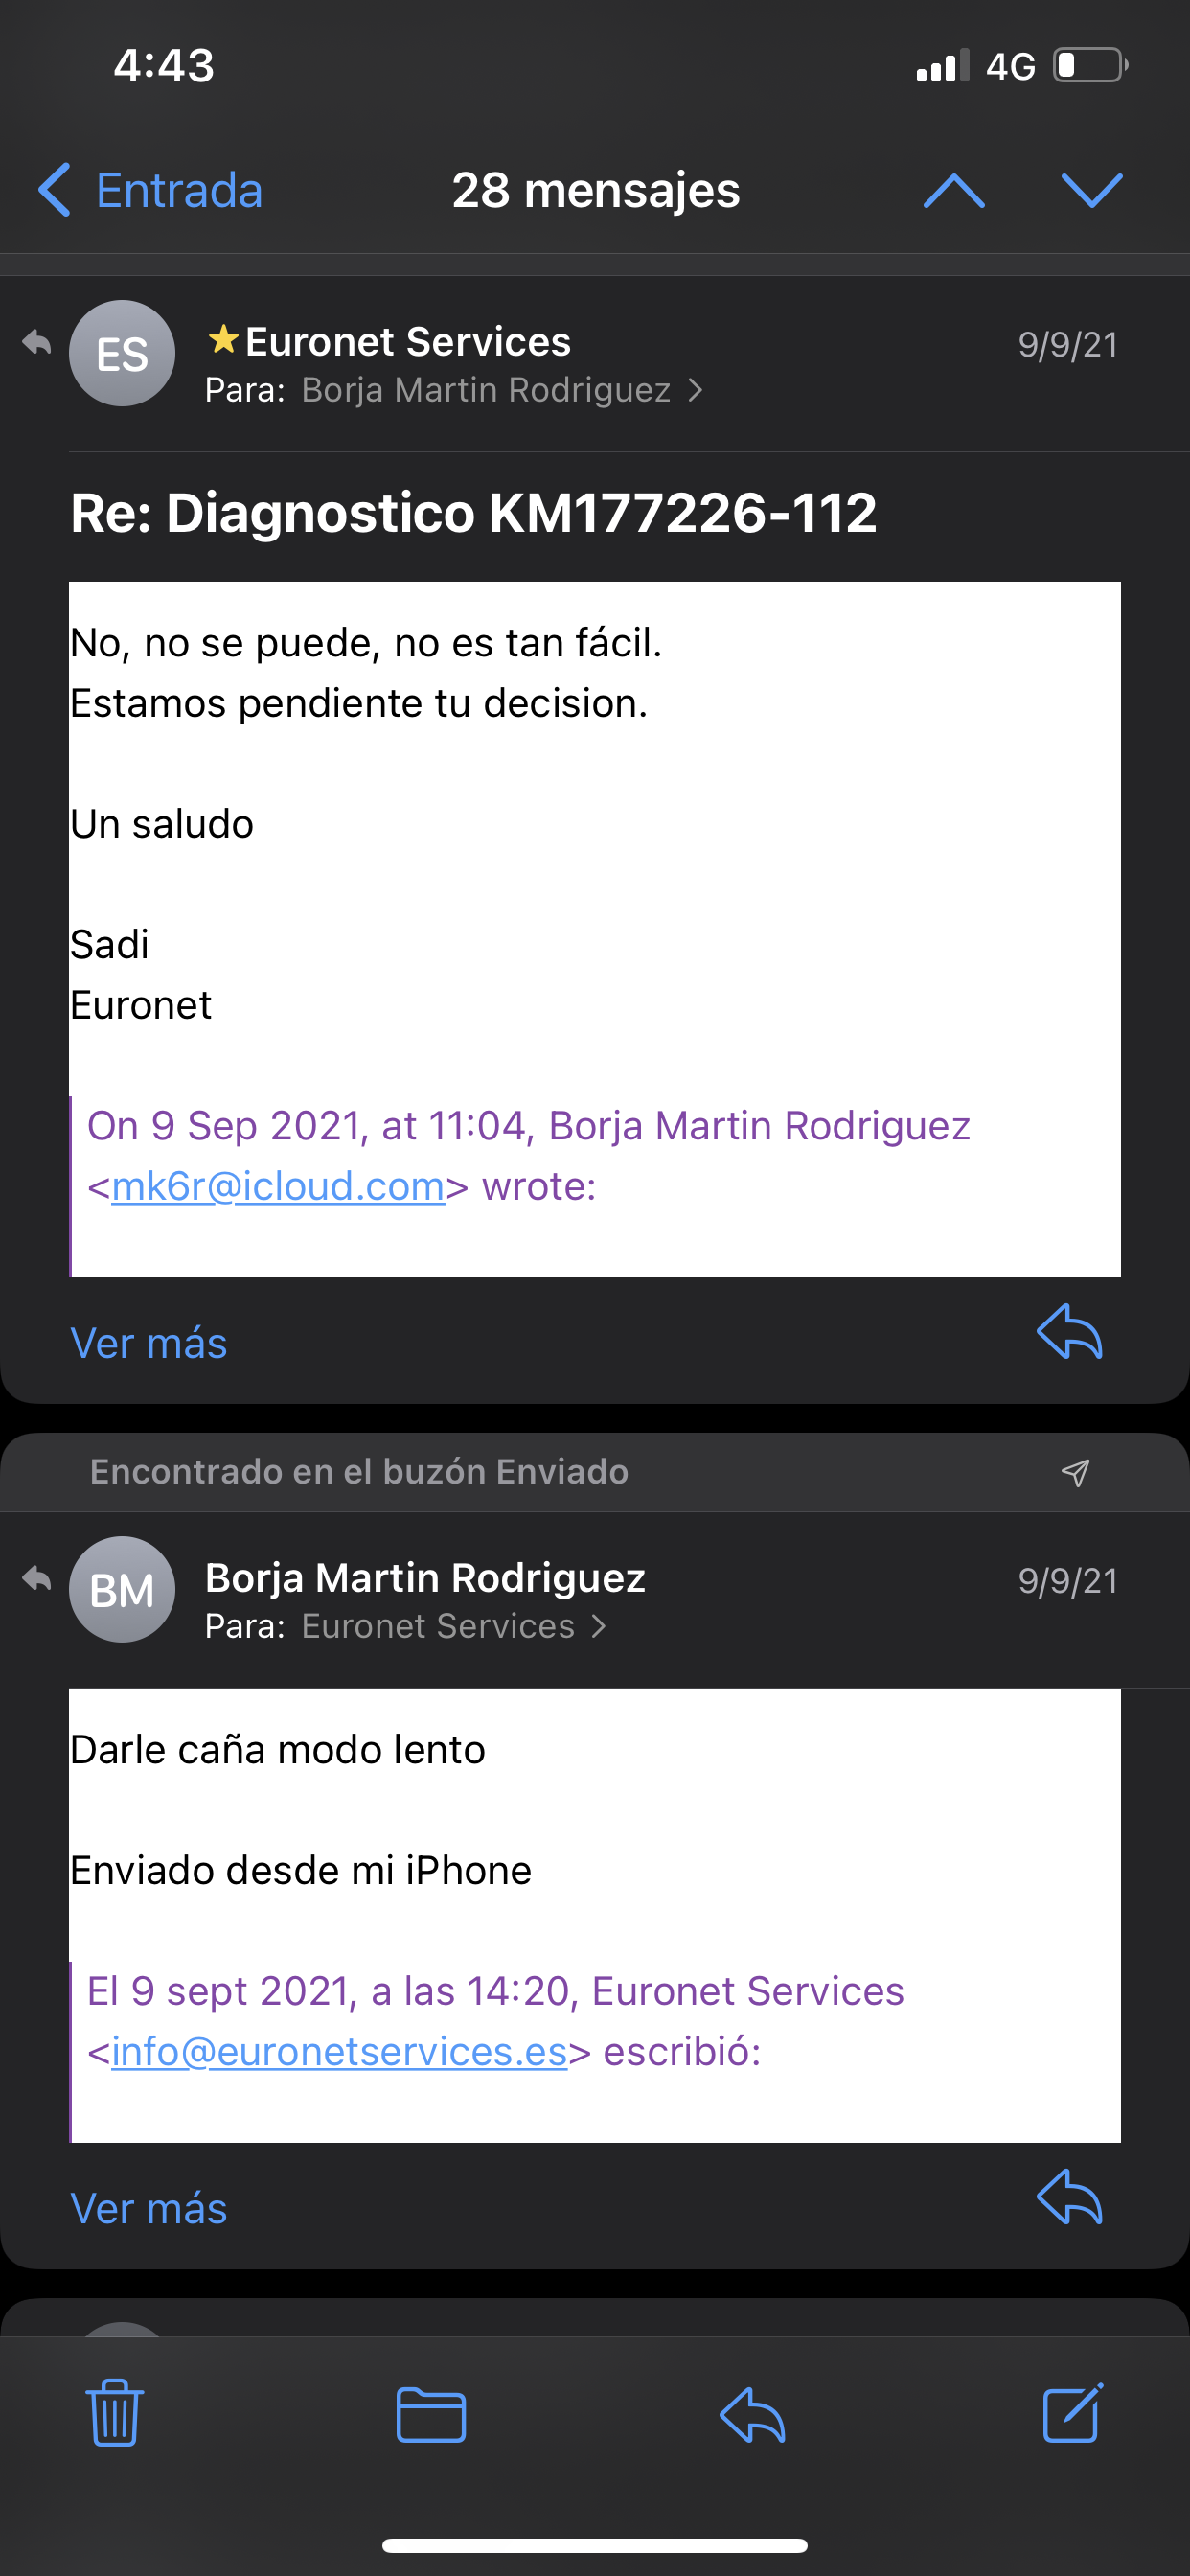 4:43
4G
Entrada
28 mensajes
ES
Euronet Services
9/9/21
Para: Borja Martin Rodriguez
Re: Diagnostico KM177226-112
No, no se puede, no es tan fácil.
Estamos pendiente tu decision.
Un saludo
Sadi
Euronet
On 9 Sep 2021, at 11:04, Borja Martin Rodriguez
<mk6r@icloud.com> wrote:
Ver más
Encontrado en el buzón Enviado
BM
Borja Martin Rodriguez
9/9/21
Para: Euronet Services
Darle caña modo lento
Enviado desde mi iPhone
El 9 sept 2021, a las 14:20, Euronet Services
<info@euronetservices.es> escribió:
Ver más